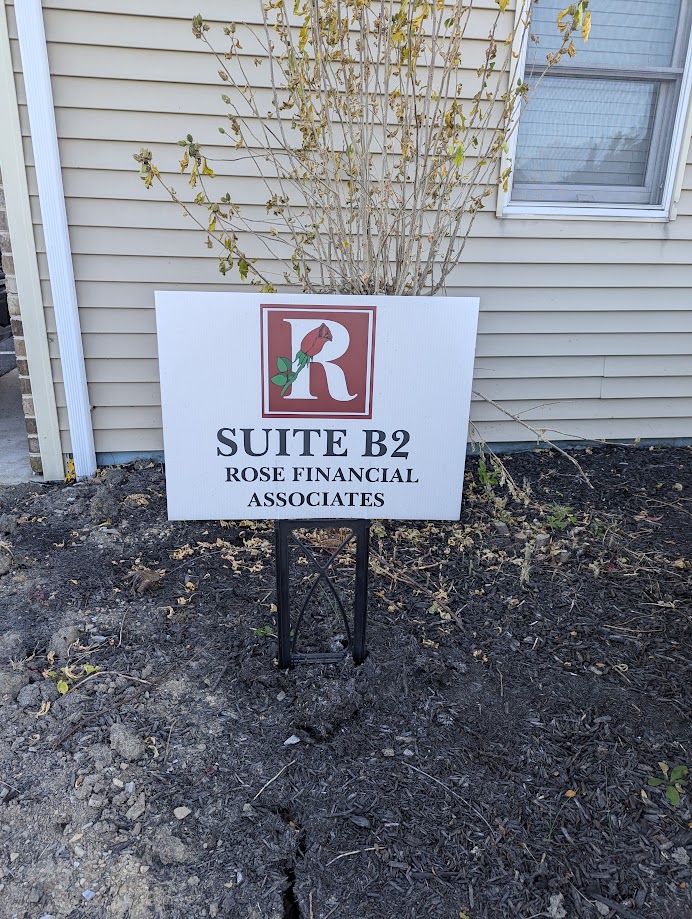 R
SUITE B2
ROSE FINANCIAL
ASSOCIATES